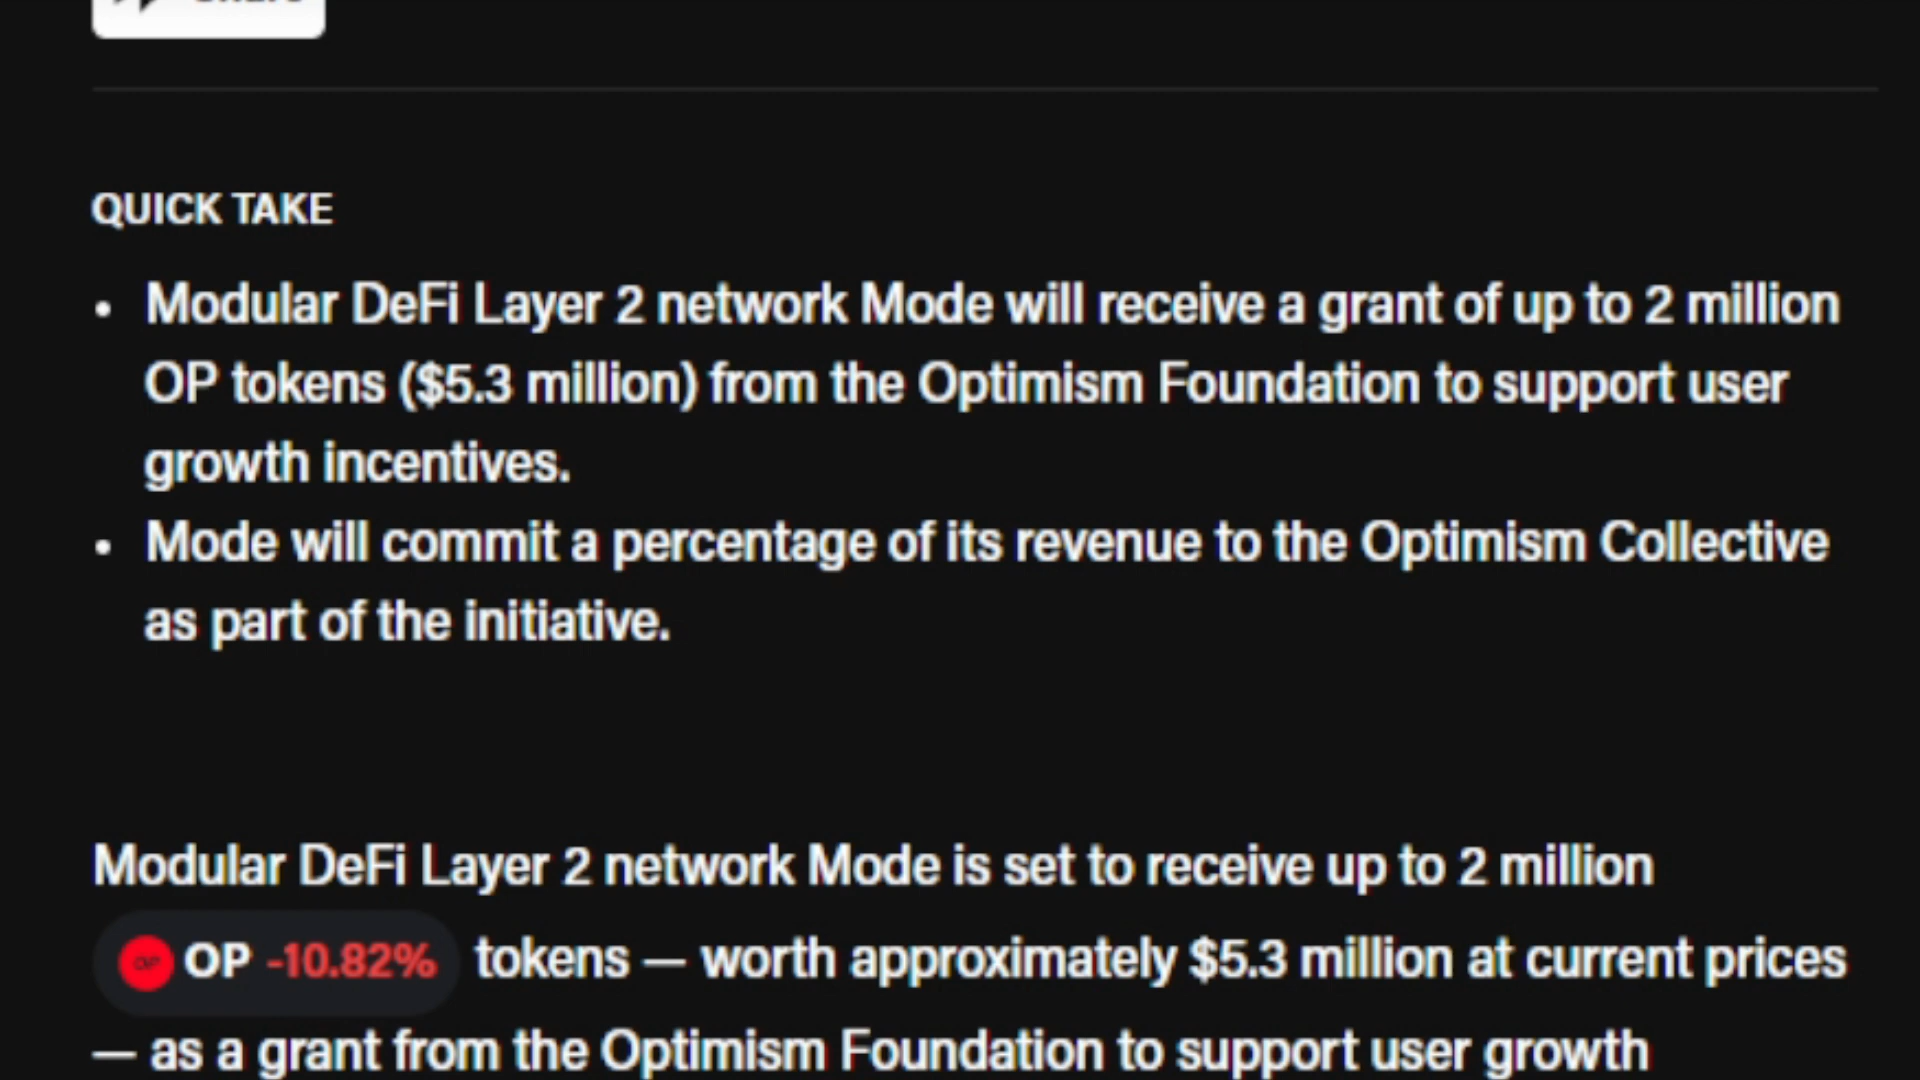 QUICK TAKE
• Modular DeFi Layer 2 network Mode will receive a grant of up to 2 million
OP tokens ($5.3 million) from the Optimism Foundation to support user
growth incentives.
• Mode will commit a percentage of its revenue to the Optimism Collective
as part of the initiative.
Modular DeFi Layer 2 network Mode is set to receive up to 2 million
OP OP -10.82% tokens — worth approximately $5.3 million at current prices
— as a grant from the Optimism Foundation to support user growth